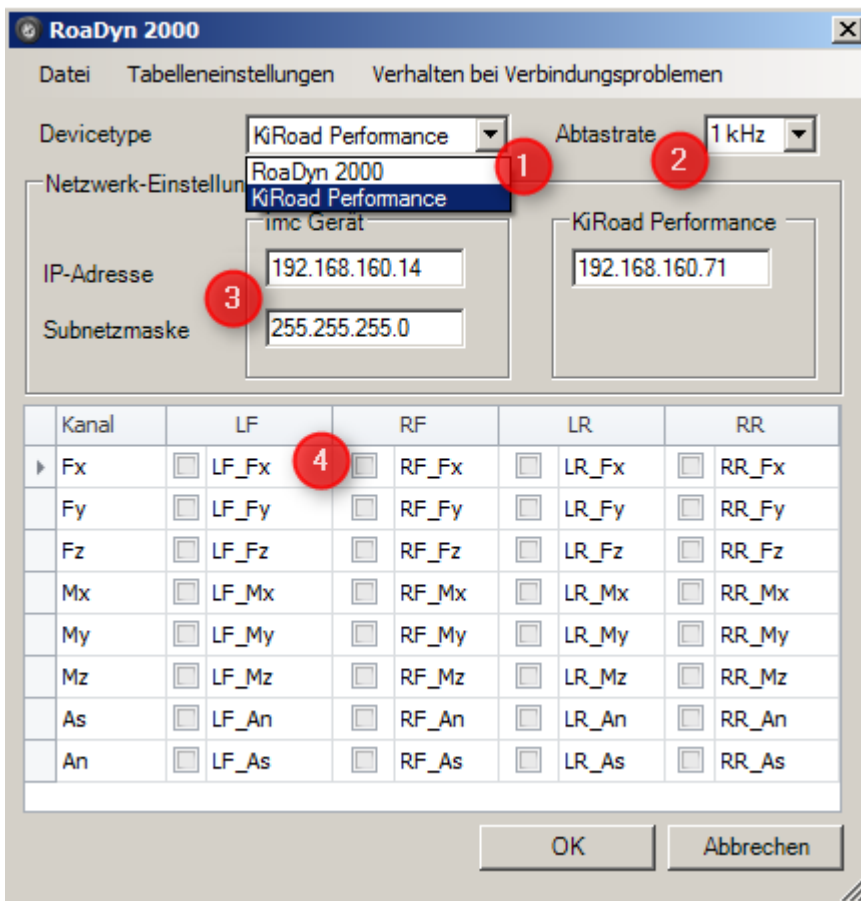 RoaDyn 2000
Datei Tabelleneinstellungen Verhalten bei Verbindungsproblemen
Devicetype KiRoad Performance Abtastrate 1 kHz
1 2
RoaDyn 2000
KiRoad Performance
Netzwerk-Einstellun
imc Gerät KiRoad Performance
IP-Adresse 192.168.160.14 192.168.160.71
3
Subnetzmaske 255.255.255.0
Kanal LF RF LR RR
4
Fx LF_Fx RF_Fx LR_Fx RR_Fx
Fy LF_Fy RF_Fy LR_Fy RR_Fy
Fz LF_Fz RF_Fz LR_Fz RR_Fz
Mx LF_Mx RF_Mx LR_Mx RR_Mx
My LF_My RF_My LR_My RR_My
Mz LF_Mz RF_Mz LR_Mz RR_Mz
As LF_An RF_An LR_An RR_An
An LF_As RF_As LR_As RR_As
OK Abbrechen